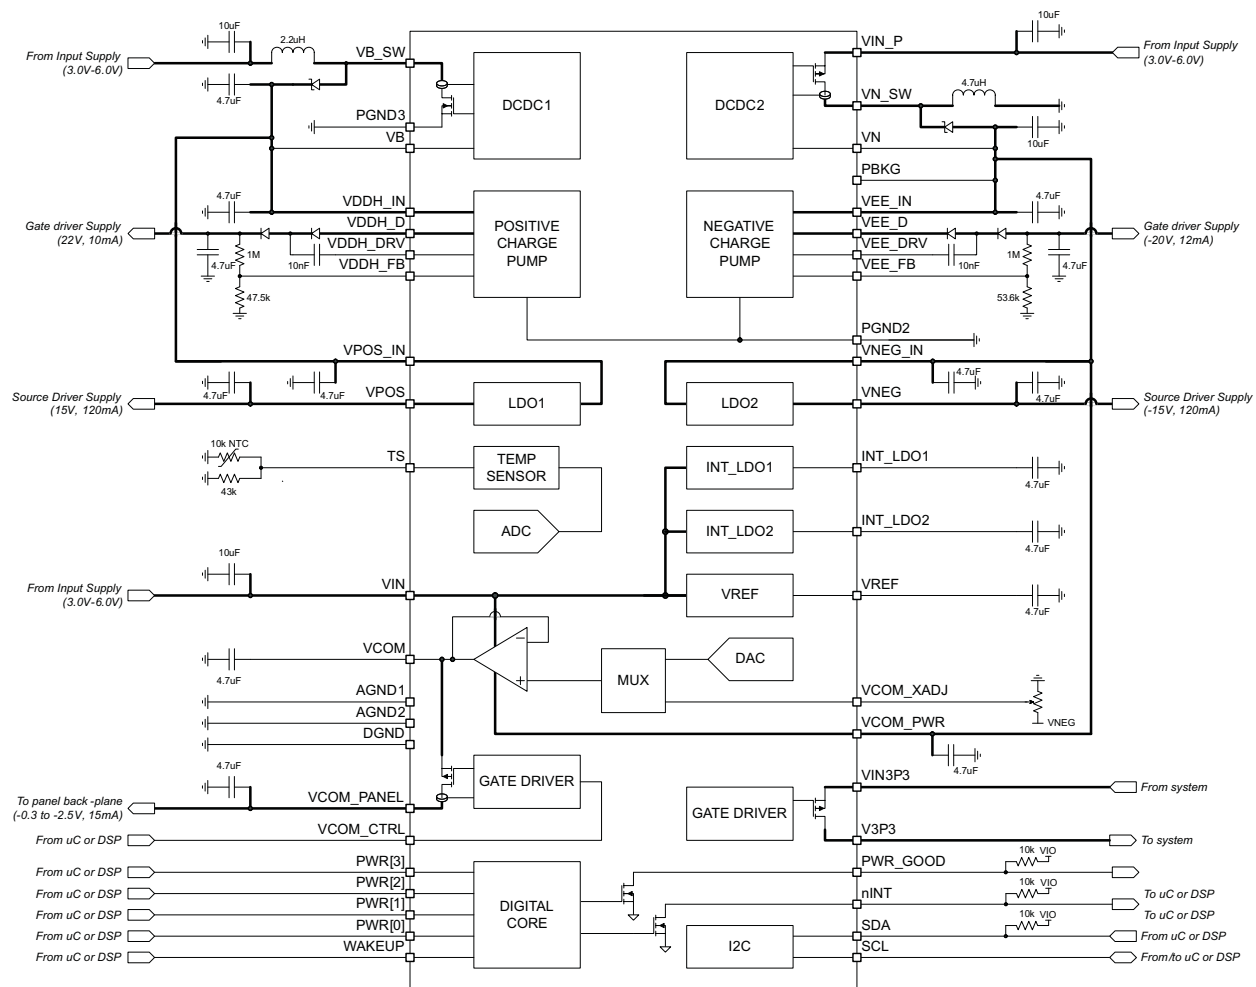 10uF
2.2uH
From Input Supply
(3.0V-6.0V)
VB_SW
4.7uF
DCDC1
PGND3
VB
10uF
VIN_P
From Input Supply
(3.0V-6.0V)
DCDC2
VN_SW
4.7uH
VN
10uF
PBKG
4.7uF
VDDH_IN
VDDH_D
Gate driver Supply
(22V, 10mA)
VDDH_DRV
1M
4.7uF
10nF
VDDH_FB
47.5k
POSITIVE
CHARGE
PUMP
NEGATIVE
CHARGE
PUMP
VEE_IN
4.7uF
VEE_D
Gate driver Supply
(-20V, 12mA)
VEE_DRV
1M
10nF
4.7uF
VEE_FB
53.6k
PGND2
VPOS_IN
VNEG_IN
4.7uF
4.7uF
4.7uF
4.7uF
Source Driver Supply
(15V, 120mA)
VPOS
LDO1
LDO2
VNEG
Source Driver Supply
(-15V, 120mA)
10k NTC
43k
TS
TEMP
SENSOR
ADC
INT_LDO1
INT_LDO1
4.7uF
INT_LDO2
INT_LDO2
4.7uF
10uF
From Input Supply
(3.0V-6.0V)
VIN
VREF
VREF
4.7uF
VCOM
4.7uF
−
+
MUX
DAC
AGND1
AGND2
DGND
VCOM_XADJ
VNEG
VCOM_PWR
4.7uF
4.7uF
To panel back -plane
(-0.3 to -2.5V, 15mA)
VCOM_PANEL
GATE DRIVER
From uC or DSP
VCOM_CTRL
GATE DRIVER
VIN3P3
From system
V3P3
To system
From uC or DSP
PWR[3]
From uC or DSP
PWR[2]
From uC or DSP
PWR[1]
From uC or DSP
PWR[0]
From uC or DSP
WAKEUP
DIGITAL
CORE
PWR_GOOD
10k
VIO
nINT
10k
VIO
To uC or DSP
To uC or DSP
I2C
SDA
10k
VIO
From uC or DSP
SCL
From/to uC or DSP